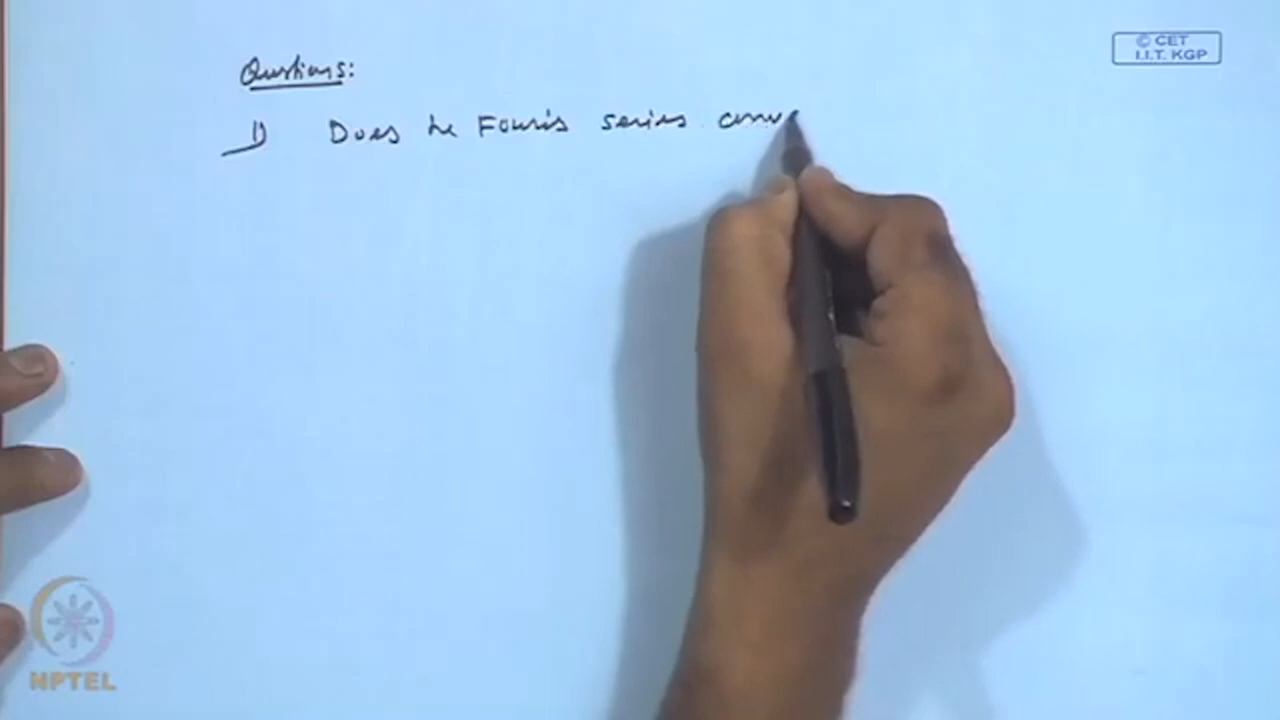 © CET
I.I.T. KGP
Questions:
1) Does the Fourier series conv
NPTEL